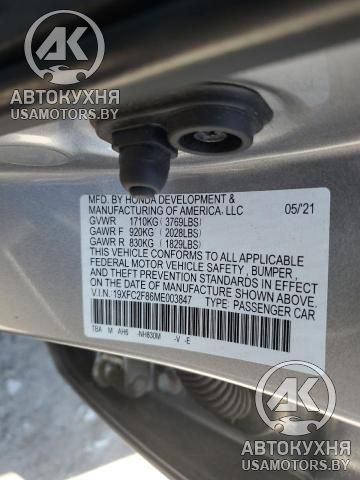 AK
АВТОКУХНЯ
USAMOTORS.BY
MFD. BY HONDA DEVELOPMENT &
MANUFACTURING OF AMERICA, LLC 05/'21
GVWR 1710KG (3769LBS)
GAWR F 920KG (2028LBS)
GAWR R 830KG (1829LBS)
THIS VEHICLE CONFORMS TO ALL APPLICABLE
FEDERAL MOTOR VEHICLE SAFETY, BUMPER,
AND THEFT PREVENTION STANDARDS IN EFFECT
ON THE DATE OF MANUFACTURE SHOWN ABOVE.
V.I.N. 19XFC2F86ME003847 TYPE: PASSENGER CAR
TBA M AH6 -NH830M -V -E
AK
АВТОКУХНЯ
USAMOTORS.BY